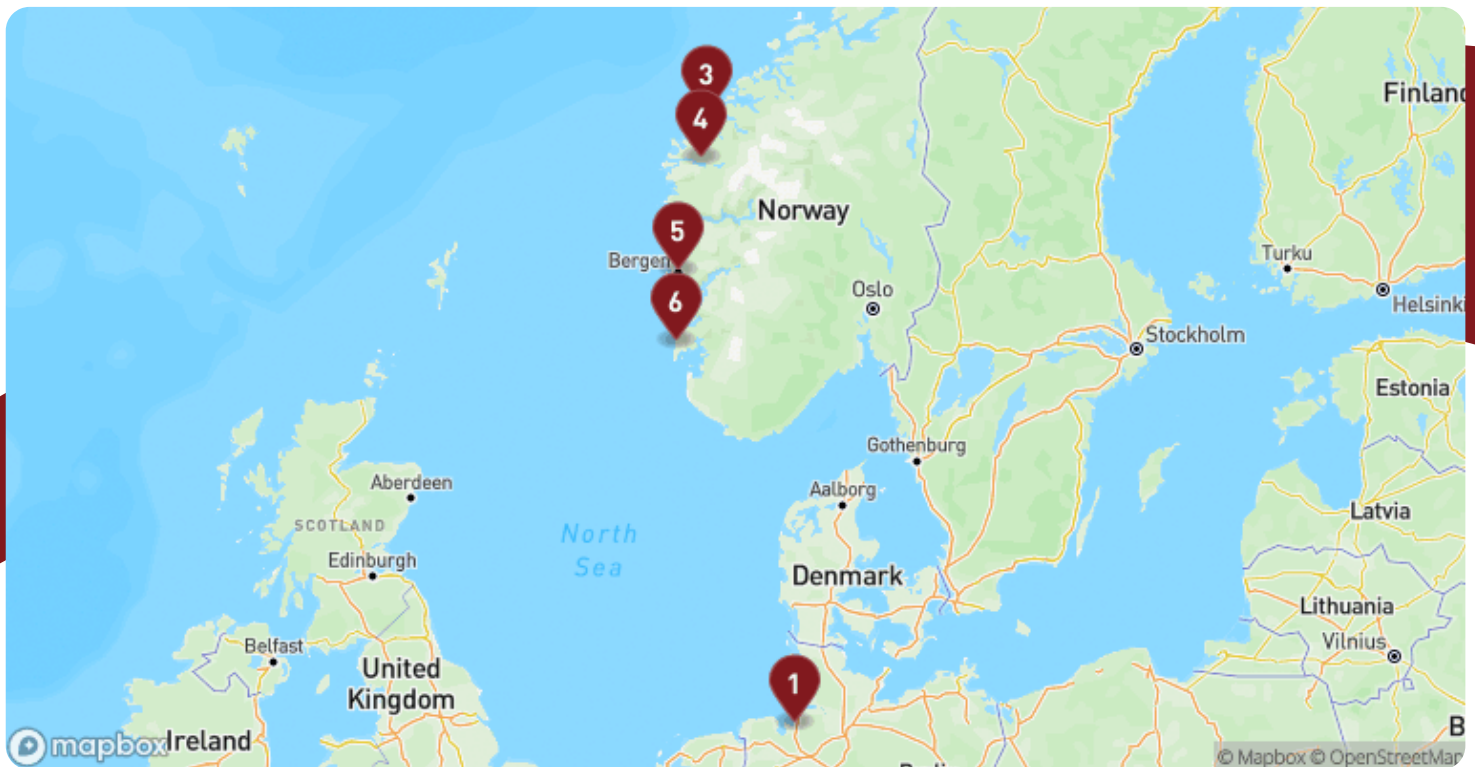 3
Finland
4
Norway
5
Bergen
Turku
6
Oslo
Helsinki
Stockholm
Estonia
Gothenburg
Aberdeen
Aalborg
Latvia
SCOTLAND
North
Sea
Edinburgh
Denmark
Lithuania
Belfast
Vilnius
United
Kingdom
1
mapbox
Ireland
B
© Mapbox © OpenStreetMap